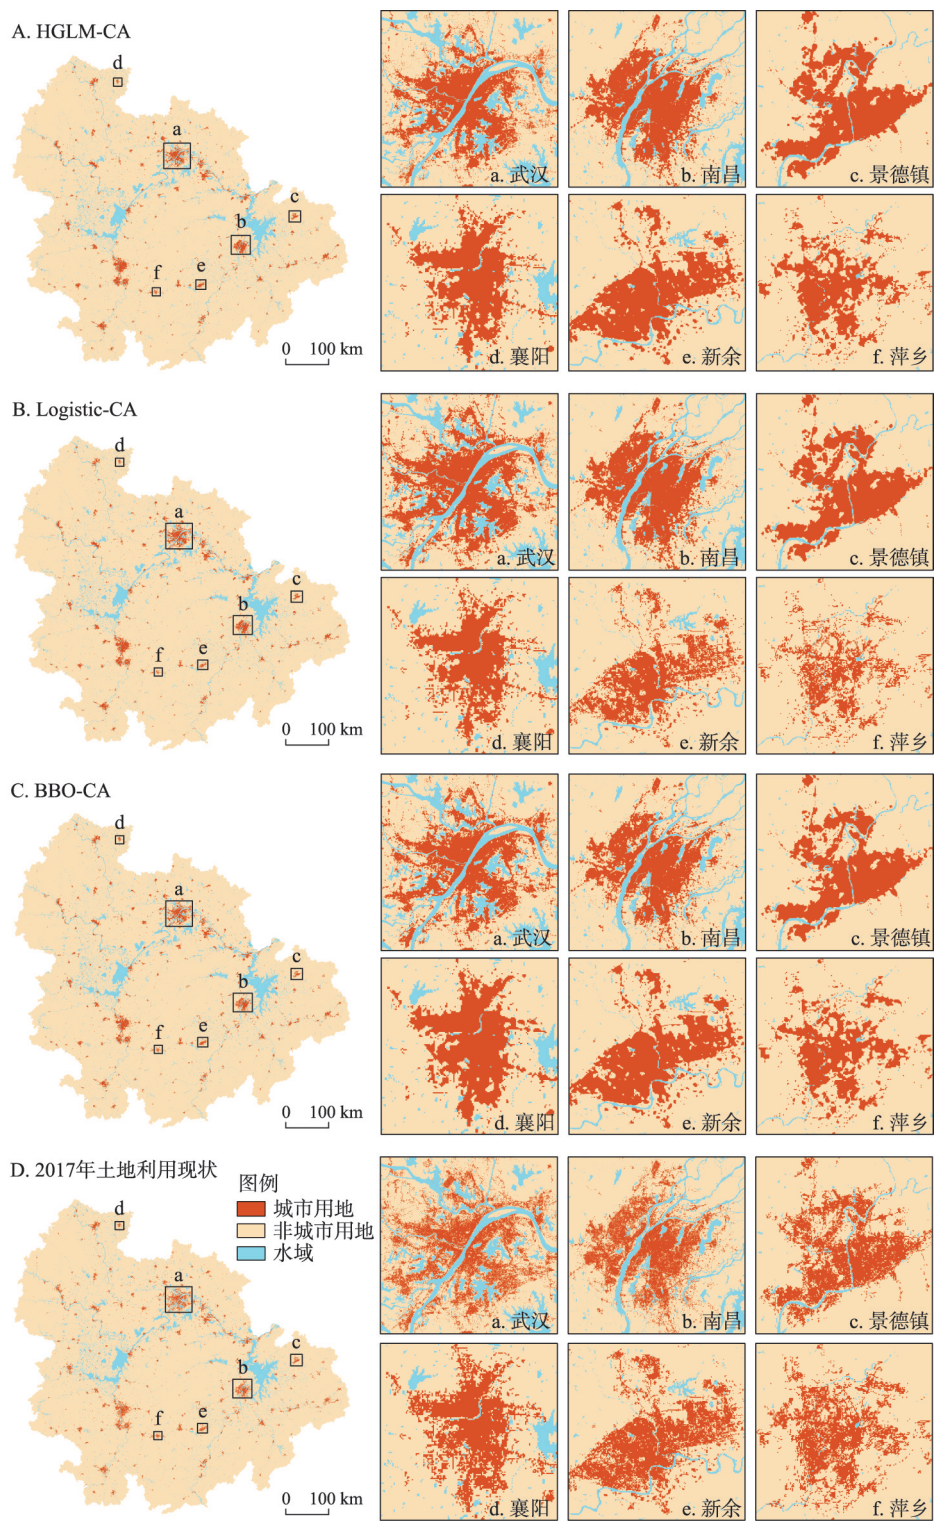 A. HGLM-CA
d
a
c
b
e
f
0 100 km
a. 武汉
b. 南昌
c. 景德镇
d. 襄阳
e. 新余
f. 萍乡
B. Logistic-CA
d
a
c
b
e
f
0 100 km
a. 武汉
b. 南昌
c. 景德镇
d. 襄阳
e. 新余
f. 萍乡
C. BBO-CA
d
a
c
b
e
f
0 100 km
a. 武汉
b. 南昌
c. 景德镇
d. 襄阳
e. 新余
f. 萍乡
D. 2017年土地利用现状
图例
城市用地
非城市用地
水域
d
a
c
b
e
f
0 100 km
a. 武汉
b. 南昌
c. 景德镇
d. 襄阳
e. 新余
f. 萍乡